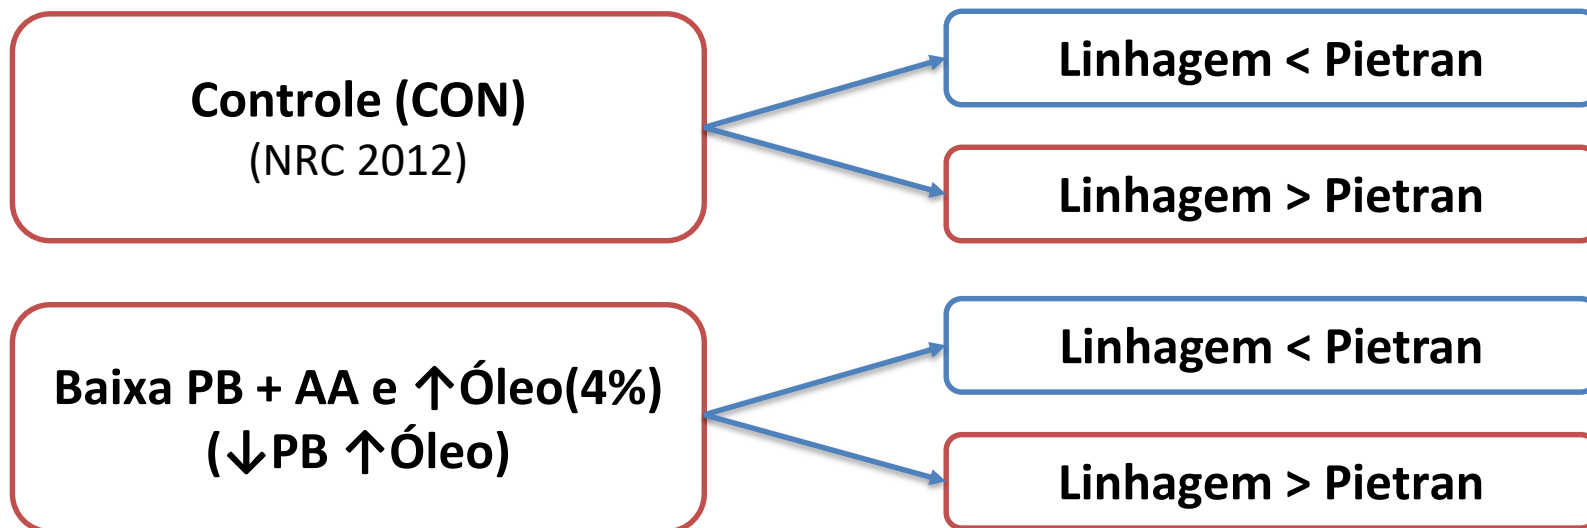 Controle (CON)
(NRC 2012)
Linhagem < Pietran
Linhagem > Pietran
Baixa PB + AA e ↑Óleo(4%)
(↓PB ↑Óleo)
Linhagem < Pietran
Linhagem > Pietran